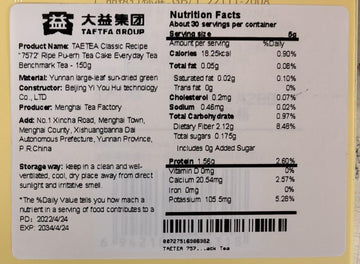 大益集团
TAETEA GROUP
Product Name: TAETEA Classic Recipe
"7572" Ripe Pu-erh Tea Cake Everyday Tea
Benchmark Tea - 150g
Material: Yunnan large-leaf sun-dried green
Constructor: Beijing Yi You Hui technology
Co., LTD
Producer: Menghai Tea Factory
Add: No.1 Xincha Road, Menghai Town,
Menghai County, Xishuangbanna Dai
Autonomous Prefecture, Yunnan Province,
P.R.China
Storage way: keep in a clean and well-
ventilated, cool, dry place away from direct
sunlight and irritative smell.
*The %Daily Value tells you how mach a
nutrient in a serving of food contributes to a
PD: 2022/4/24
EXP: 2034/4/24
Nutrition Facts
About 30 servings per container
Serving size 5g
Amount per serving %Daily
Calories 18.25kcal 0.90%
Total fat 0.05g 0.08%
Saturated fat 0.02g 0.10%
Trans fat 0g 0%
Cholesterol 0.2mg 0.07%
Sodium 0.46mg 0.02%
Total Carbohydrate 0.97%
Dietary Fiber 2.12g 8.48%
Total sugars 0.175g
Includes 0g Added Sugar
Protein 1.56g 2.60%
Vitamin D 0mg 0%
Calcium 20.54mg 2.57%
Iron 0mg 0%
Potassium 105.5mg 5.28%
TAETEA 757...ack Tea